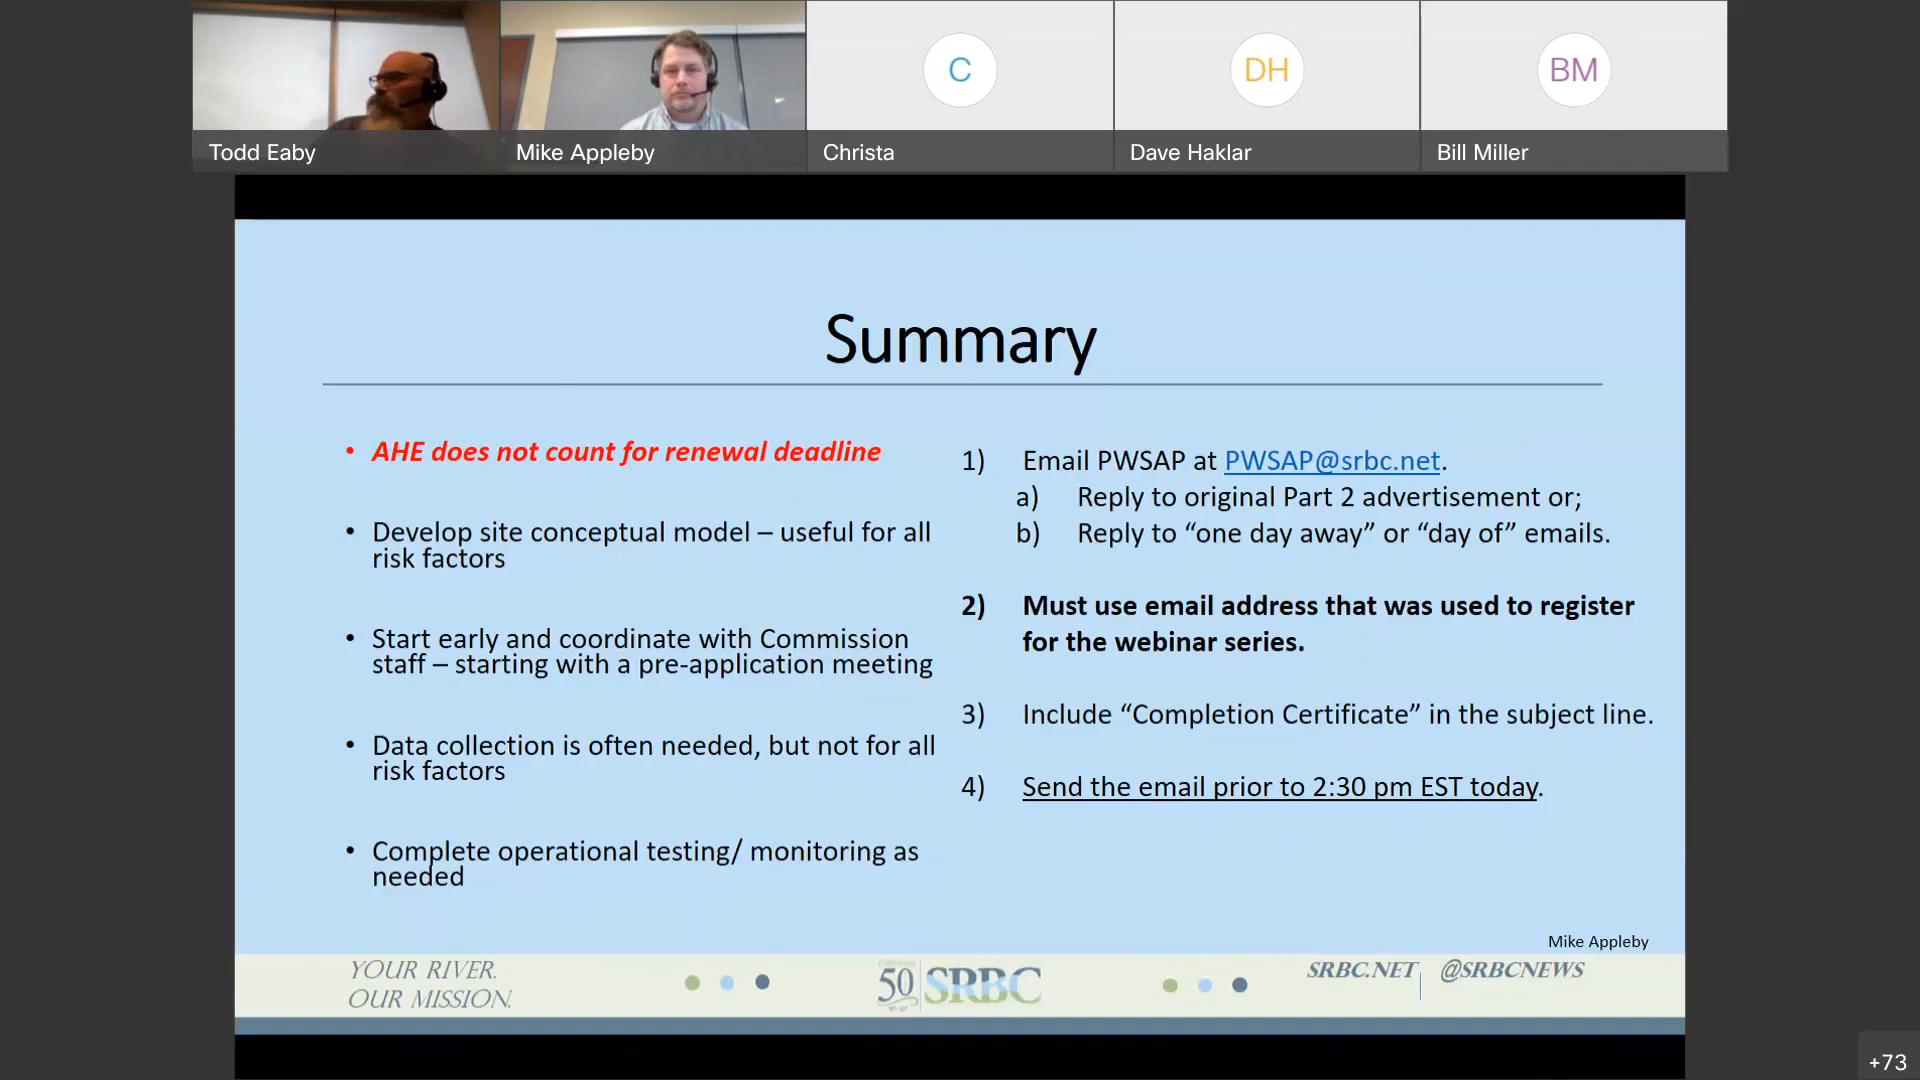 C
DH
BM
Todd Eaby
Mike Appleby
Christa
Dave Haklar
Bill Miller
Summary
• AHE does not count for renewal deadline
• Develop site conceptual model – useful for all
risk factors
• Start early and coordinate with Commission
staff – starting with a pre-application meeting
• Data collection is often needed, but not for all
risk factors
• Complete operational testing/ monitoring as
needed
1) Email PWSAP at PWSAP@srbc.net.
a) Reply to original Part 2 advertisement or;
b) Reply to “one day away” or “day of” emails.
2) Must use email address that was used to register
for the webinar series.
3) Include “Completion Certificate” in the subject line.
4) Send the email prior to 2:30 pm EST today.
Mike Appleby
YOUR RIVER.
OUR MISSION.
50 SRBC
SRBC.NET @SRBCNEWS
+73